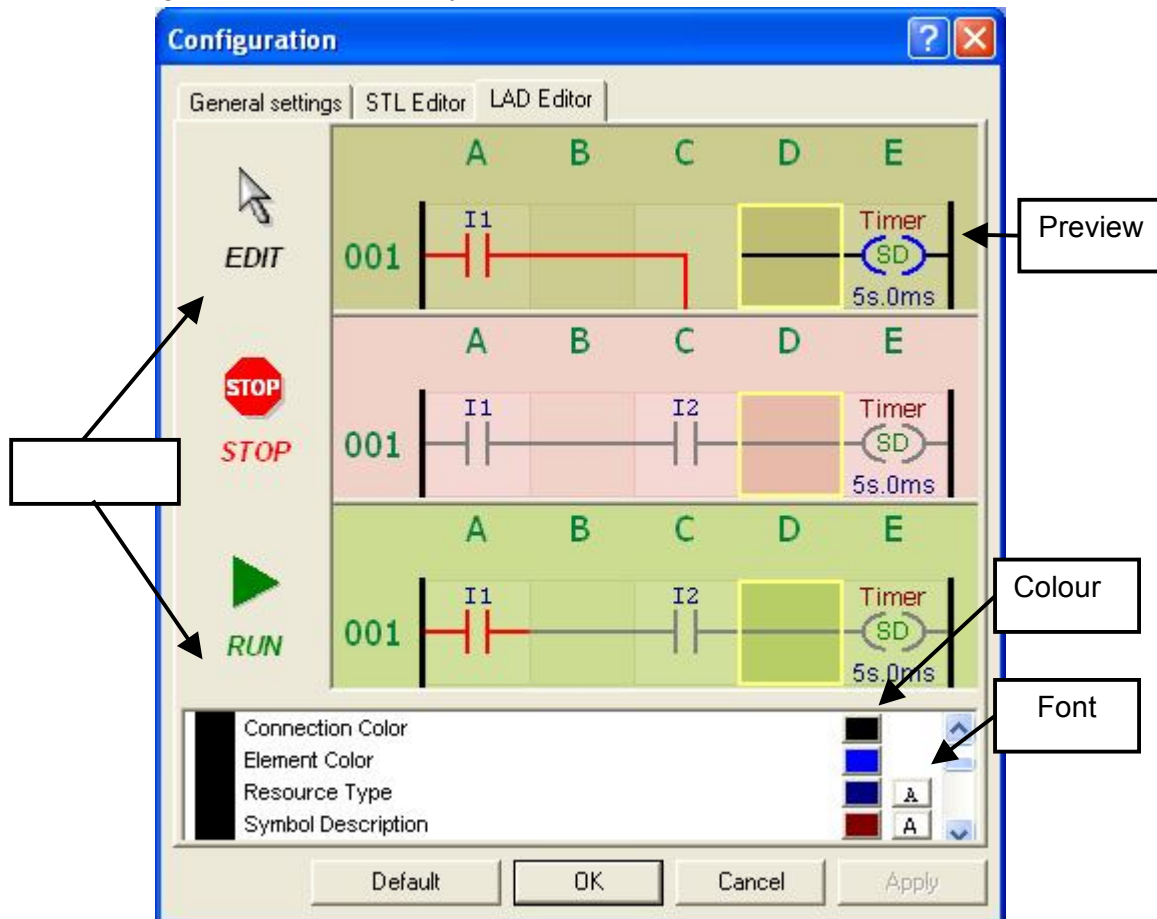 Configuration
General settings STL Editor LAD Editor
A B C D E
EDIT
001
I1
Timer
SD
5s.0ms
Preview
A B C D E
STOP
STOP
001
I1
I2
Timer
SD
5s.0ms
A B C D E
RUN
001
I1
I2
Timer
SD
5s.0ms
Colour
Font
Connection Color
Element Color
Resource Type A
Symbol Description A
Default OK Cancel Apply